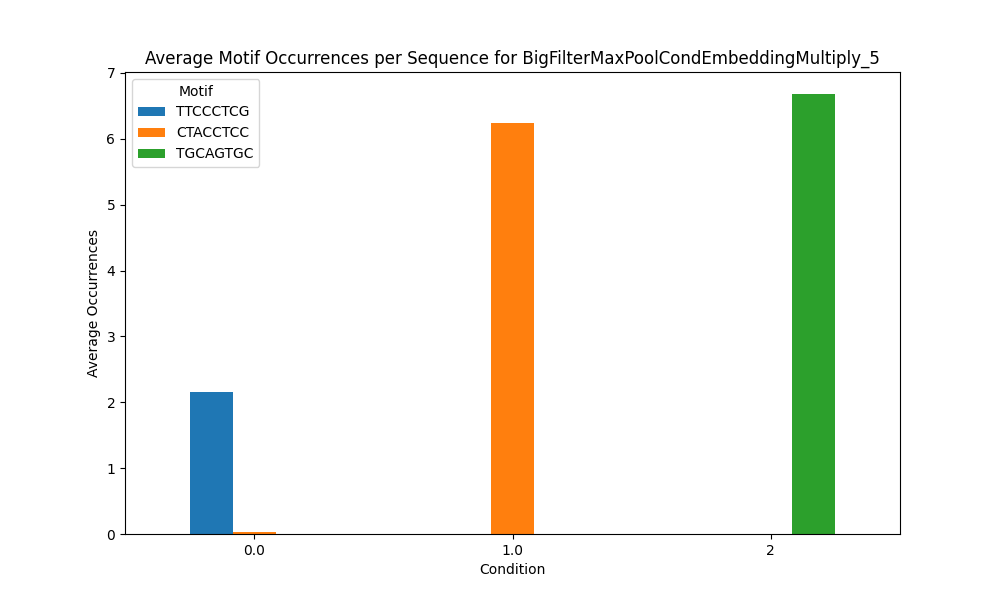 Average Motif Occurrences per Sequence for BigFilterMaxPoolCondEmbeddingMultiply_5
Motif
TTCCCTCG
CTACCTCC
TGCAGTGC
7
6
5
4
3
2
1
0
Average Occurrences
0.0
1.0
2
Condition